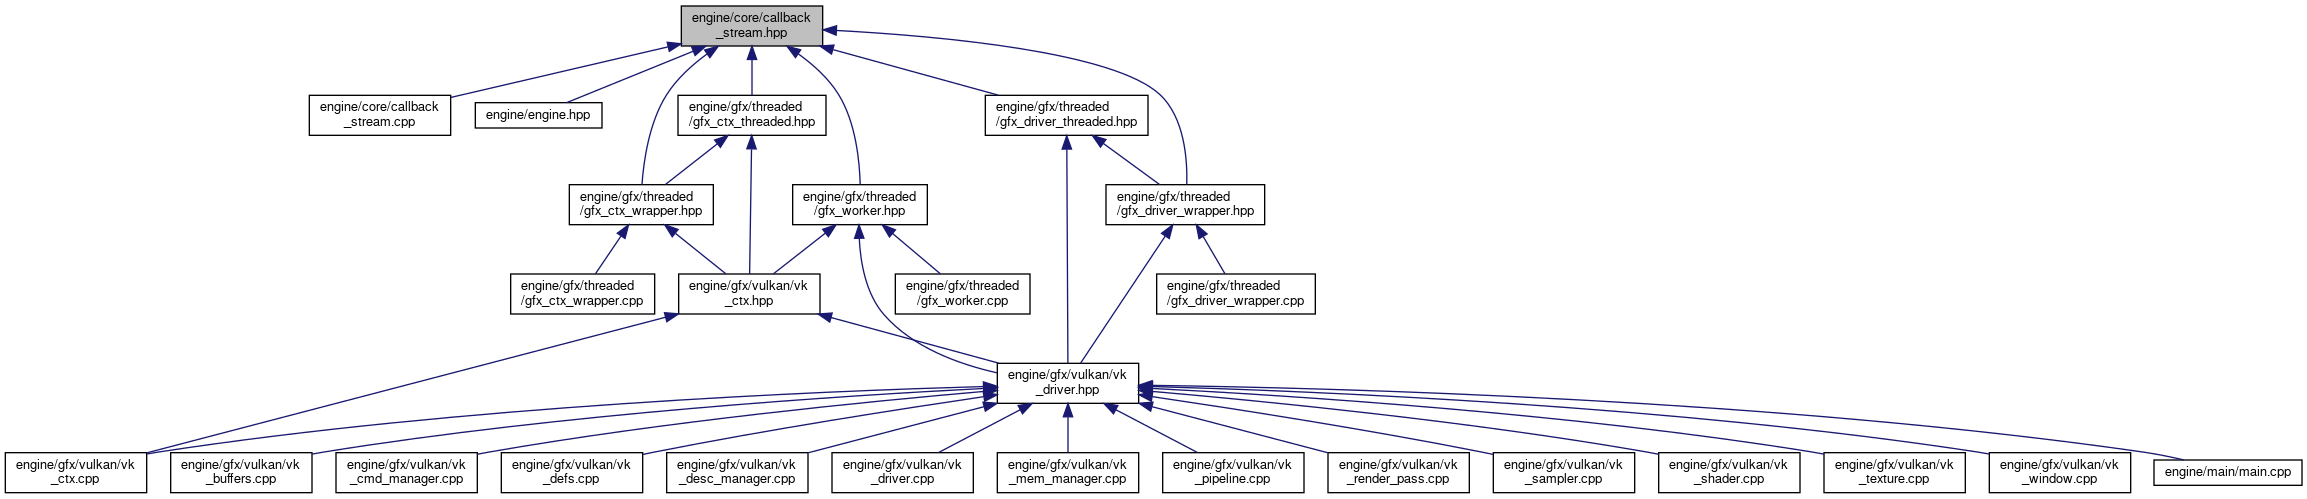 engine/core/callback
_stream.hpp
engine/core/callback
_stream.cpp
engine/engine.hpp
engine/gfx/threaded
/gfx_ctx_threaded.hpp
engine/gfx/threaded
/gfx_driver_threaded.hpp
engine/gfx/threaded
/gfx_ctx_wrapper.hpp
engine/gfx/threaded
/gfx_worker.hpp
engine/gfx/threaded
/gfx_driver_wrapper.hpp
engine/gfx/threaded
/gfx_ctx_wrapper.cpp
engine/gfx/vulkan/vk
_ctx.hpp
engine/gfx/threaded
/gfx_worker.cpp
engine/gfx/threaded
/gfx_driver_wrapper.cpp
engine/gfx/vulkan/vk
_driver.hpp
engine/gfx/vulkan/vk
_ctx.cpp
engine/gfx/vulkan/vk
_buffers.cpp
engine/gfx/vulkan/vk
_cmd_manager.cpp
engine/gfx/vulkan/vk
_defs.cpp
engine/gfx/vulkan/vk
_desc_manager.cpp
engine/gfx/vulkan/vk
_driver.cpp
engine/gfx/vulkan/vk
_mem_manager.cpp
engine/gfx/vulkan/vk
_pipeline.cpp
engine/gfx/vulkan/vk
_render_pass.cpp
engine/gfx/vulkan/vk
_sampler.cpp
engine/gfx/vulkan/vk
_shader.cpp
engine/gfx/vulkan/vk
_texture.cpp
engine/gfx/vulkan/vk
_window.cpp
engine/main/main.cpp